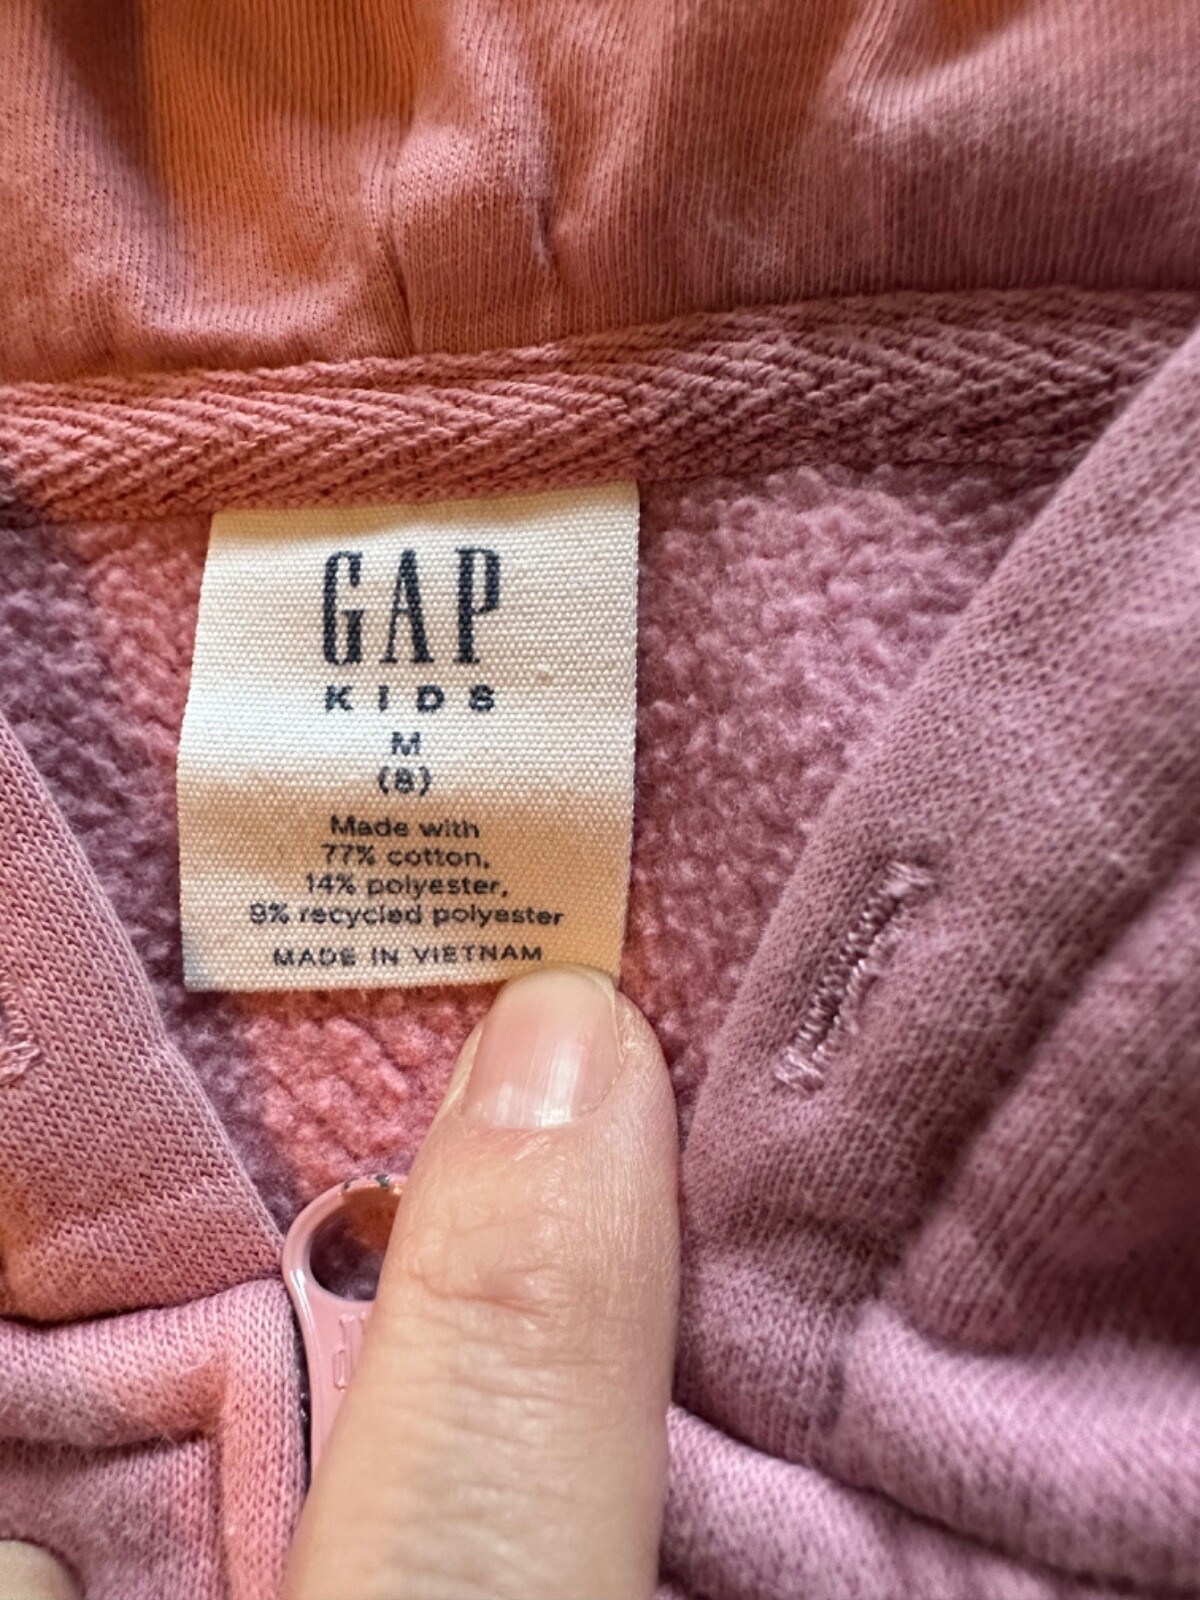 GAP
KIDS
M
(8)
Made with
77% cotton,
14% polyester,
9% recycled polyester
MADE IN VIETNAM